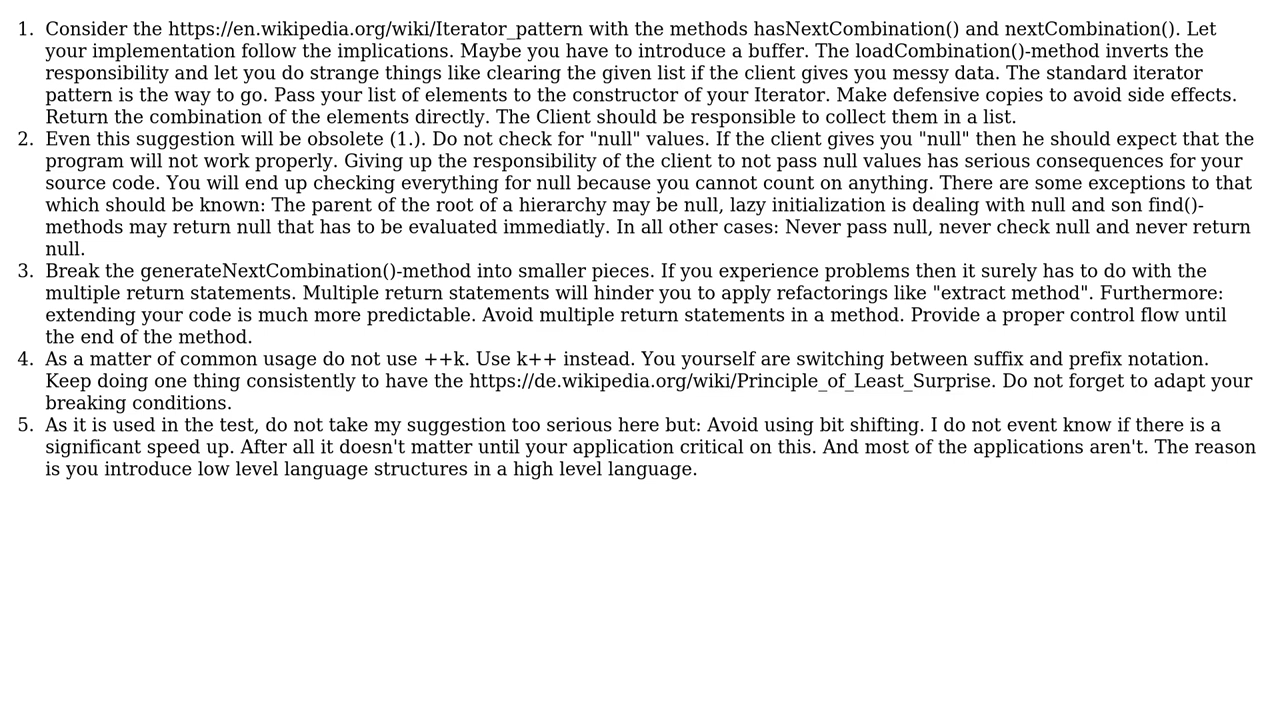 1. Consider the https://en.wikipedia.org/wiki/Iterator_pattern with the methods hasNextCombination() and nextCombination(). Let
your implementation follow the implications. Maybe you have to introduce a buffer. The loadCombination()-method inverts the
responsibility and let you do strange things like clearing the given list if the client gives you messy data. The standard iterator
pattern is the way to go. Pass your list of elements to the constructor of your Iterator. Make defensive copies to avoid side effects.
Return the combination of the elements directly. The Client should be responsible to collect them in a list.
2. Even this suggestion will be obsolete (1.). Do not check for "null" values. If the client gives you "null" then he should expect that the
program will not work properly. Giving up the responsibility of the client to not pass null values has serious consequences for your
source code. You will end up checking everything for null because you cannot count on anything. There are some exceptions to that
which should be known: The parent of the root of a hierarchy may be null, lazy initialization is dealing with null and son find()-
methods may return null that has to be evaluated immediatly. In all other cases: Never pass null, never check null and never return
null.
3. Break the generateNextCombination()-method into smaller pieces. If you experience problems then it surely has to do with the
multiple return statements. Multiple return statements will hinder you to apply refactorings like "extract method". Furthermore:
extending your code is much more predictable. Avoid multiple return statements in a method. Provide a proper control flow until
the end of the method.
4. As a matter of common usage do not use ++k. Use k++ instead. You yourself are switching between suffix and prefix notation.
Keep doing one thing consistently to have the https://de.wikipedia.org/wiki/Principle_of_Least_Surprise. Do not forget to adapt your
breaking conditions.
5. As it is used in the test, do not take my suggestion too serious here but: Avoid using bit shifting. I do not event know if there is a
significant speed up. After all it doesn't matter until your application critical on this. And most of the applications aren't. The reason
is you introduce low level language structures in a high level language.